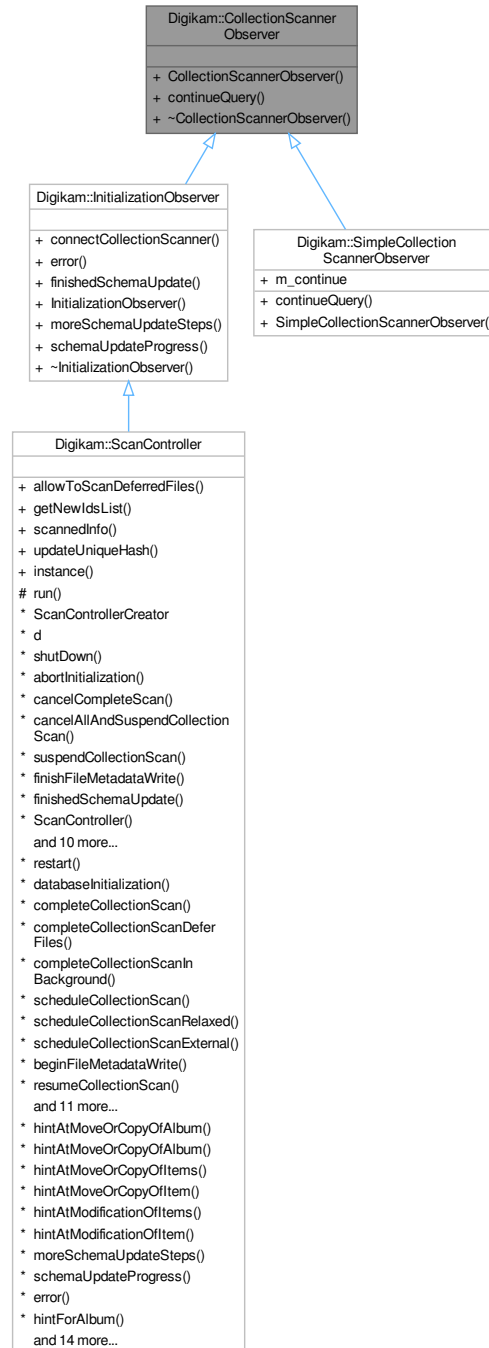 Digikam::CollectionScanner
Observer
+ CollectionScannerObserver()
+ continueQuery()
+ ~CollectionScannerObserver()
Digikam::InitializationObserver
+ connectCollectionScanner()
+ error()
+ finishedSchemaUpdate()
+ InitializationObserver()
+ moreSchemaUpdateSteps()
+ schemaUpdateProgress()
+ ~InitializationObserver()
Digikam::SimpleCollection
ScannerObserver
+ m_continue
+ continueQuery()
+ SimpleCollectionScannerObserver(
Digikam::ScanController
+ allowToScanDeferredFiles()
+ getNewIdsList()
+ scannedInfo()
+ updateUniqueHash()
+ instance()
# run()
* ScanControllerCreator
* d
* shutDown()
* abortInitialization()
* cancelCompleteScan()
* cancelAllAndSuspendCollection
Scan()
* suspendCollectionScan()
* finishFileMetadataWrite()
* finishedSchemaUpdate()
* ScanController()
and 10 more...
* restart()
* databaseInitialization()
* completeCollectionScan()
* completeCollectionScanDefer
Files()
* completeCollectionScanIn
Background()
* scheduleCollectionScan()
* scheduleCollectionScanRelaxed()
* scheduleCollectionScanExternal()
* beginFileMetadataWrite()
* resumeCollectionScan()
and 11 more...
* hintAtMoveOrCopyOfAlbum()
* hintAtMoveOrCopyOfAlbum()
* hintAtMoveOrCopyOfItems()
* hintAtMoveOrCopyOfItem()
* hintAtModificationOfItems()
* hintAtModificationOfItem()
* moreSchemaUpdateSteps()
* schemaUpdateProgress()
* error()
* hintForAlbum()
and 14 more...